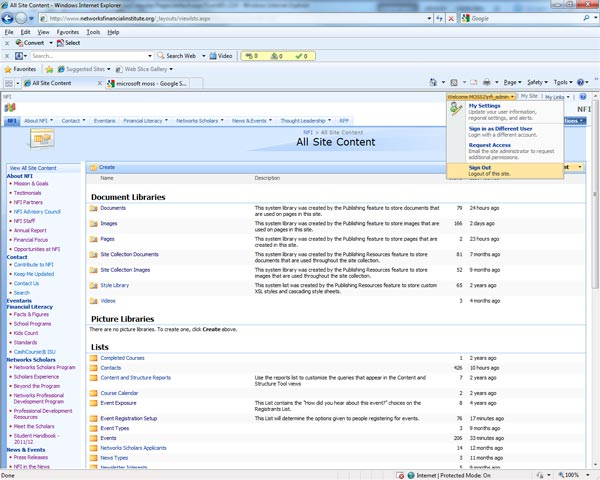 All Site Content - Windows Internet Explorer
http://www.networksfinancialinstitute.org/_layouts/viewlsts.aspx
Google
File Edit View Favorites Tools Help
Convert Select
Search Web Video 0 0 0
Favorites Suggested Sites Web Slice Gallery
All Site Content microsoft moss - Google S...
Page Safety Tools
NFI
Welcome MOSS2\nfi_admin My Site My Links
NFI
NFI About NFI Contact Eventaris Financial Literacy Networks Scholars News & Events Thought Leadership RPP
My Settings
Update your user information, regional settings, and alerts.
Sign in as Different User
Login with a different account.
Request Access
Email the site administrator to request additional permissions.
Sign Out
Logout of this site.
NFI > All Site Content
All Site Content
View All Site Content
About NFI
Mission & Goals
Testimonials
NFI Partners
NFI Advisory Council
NFI Staff
Annual Report
Financial Focus
Opportunities at NFI
Contact
Contribute to NFI
Keep Me Updated
Contact Us
Search
Eventaris
Financial Literacy
Facts & Figures
School Programs
Kids Count
Standards
CashCourse@ISU
Networks Scholars
Networks Scholars Program
Scholars Experience
Beyond the Program
Networks Professional Development Program
Professional Development Resources
Meet the Scholars
Student Handbook - 2011/12
News & Events
Press Releases
NFI in the News
Create
Name Description
Document Libraries
Documents This system library was created by the Publishing feature to store documents that are used on pages in this site. 79 24 hours ago
Images This system library was created by the Publishing feature to store images that are used on pages in this site. 166 2 days ago
Pages This system library was created by the Publishing feature to store pages that are created in this site. 2 23 hours ago
Site Collection Documents This system library was created by the Publishing Resources feature to store documents that are used throughout the site collection. 81 7 months ago
Site Collection Images This system library was created by the Publishing Resources feature to store images that are used throughout the site collection. 52 9 months ago
Style Library This system list was created by the Publishing Resources feature to store custom XSL styles and cascading style sheets. 65 2 years ago
Videos 3 4 months ago
Picture Libraries
There are no picture libraries. To create one, click Create above.
Lists
Completed Courses 1 2 years ago
Contacts 426 10 hours ago
Content and Structure Reports Use the reports list to customize the queries that appear in the Content and Structure Tool views 7 2 years ago
Course Calendar 2 2 years ago
Event Exposure This List contains the "How did you hear about this event?" choices on the Registrants List. 8 4 years ago
Event Registration Setup This List will determine the options given to people registering for events. 76 17 minutes ago
Event Types 3 9 months ago
Events 206 33 minutes ago
Networks Scholars Applicants 14 2 months ago
News Types 11 9 months ago
Newsletter Interests 5 9 months ago
Done
Internet | Protected Mode: On
100%